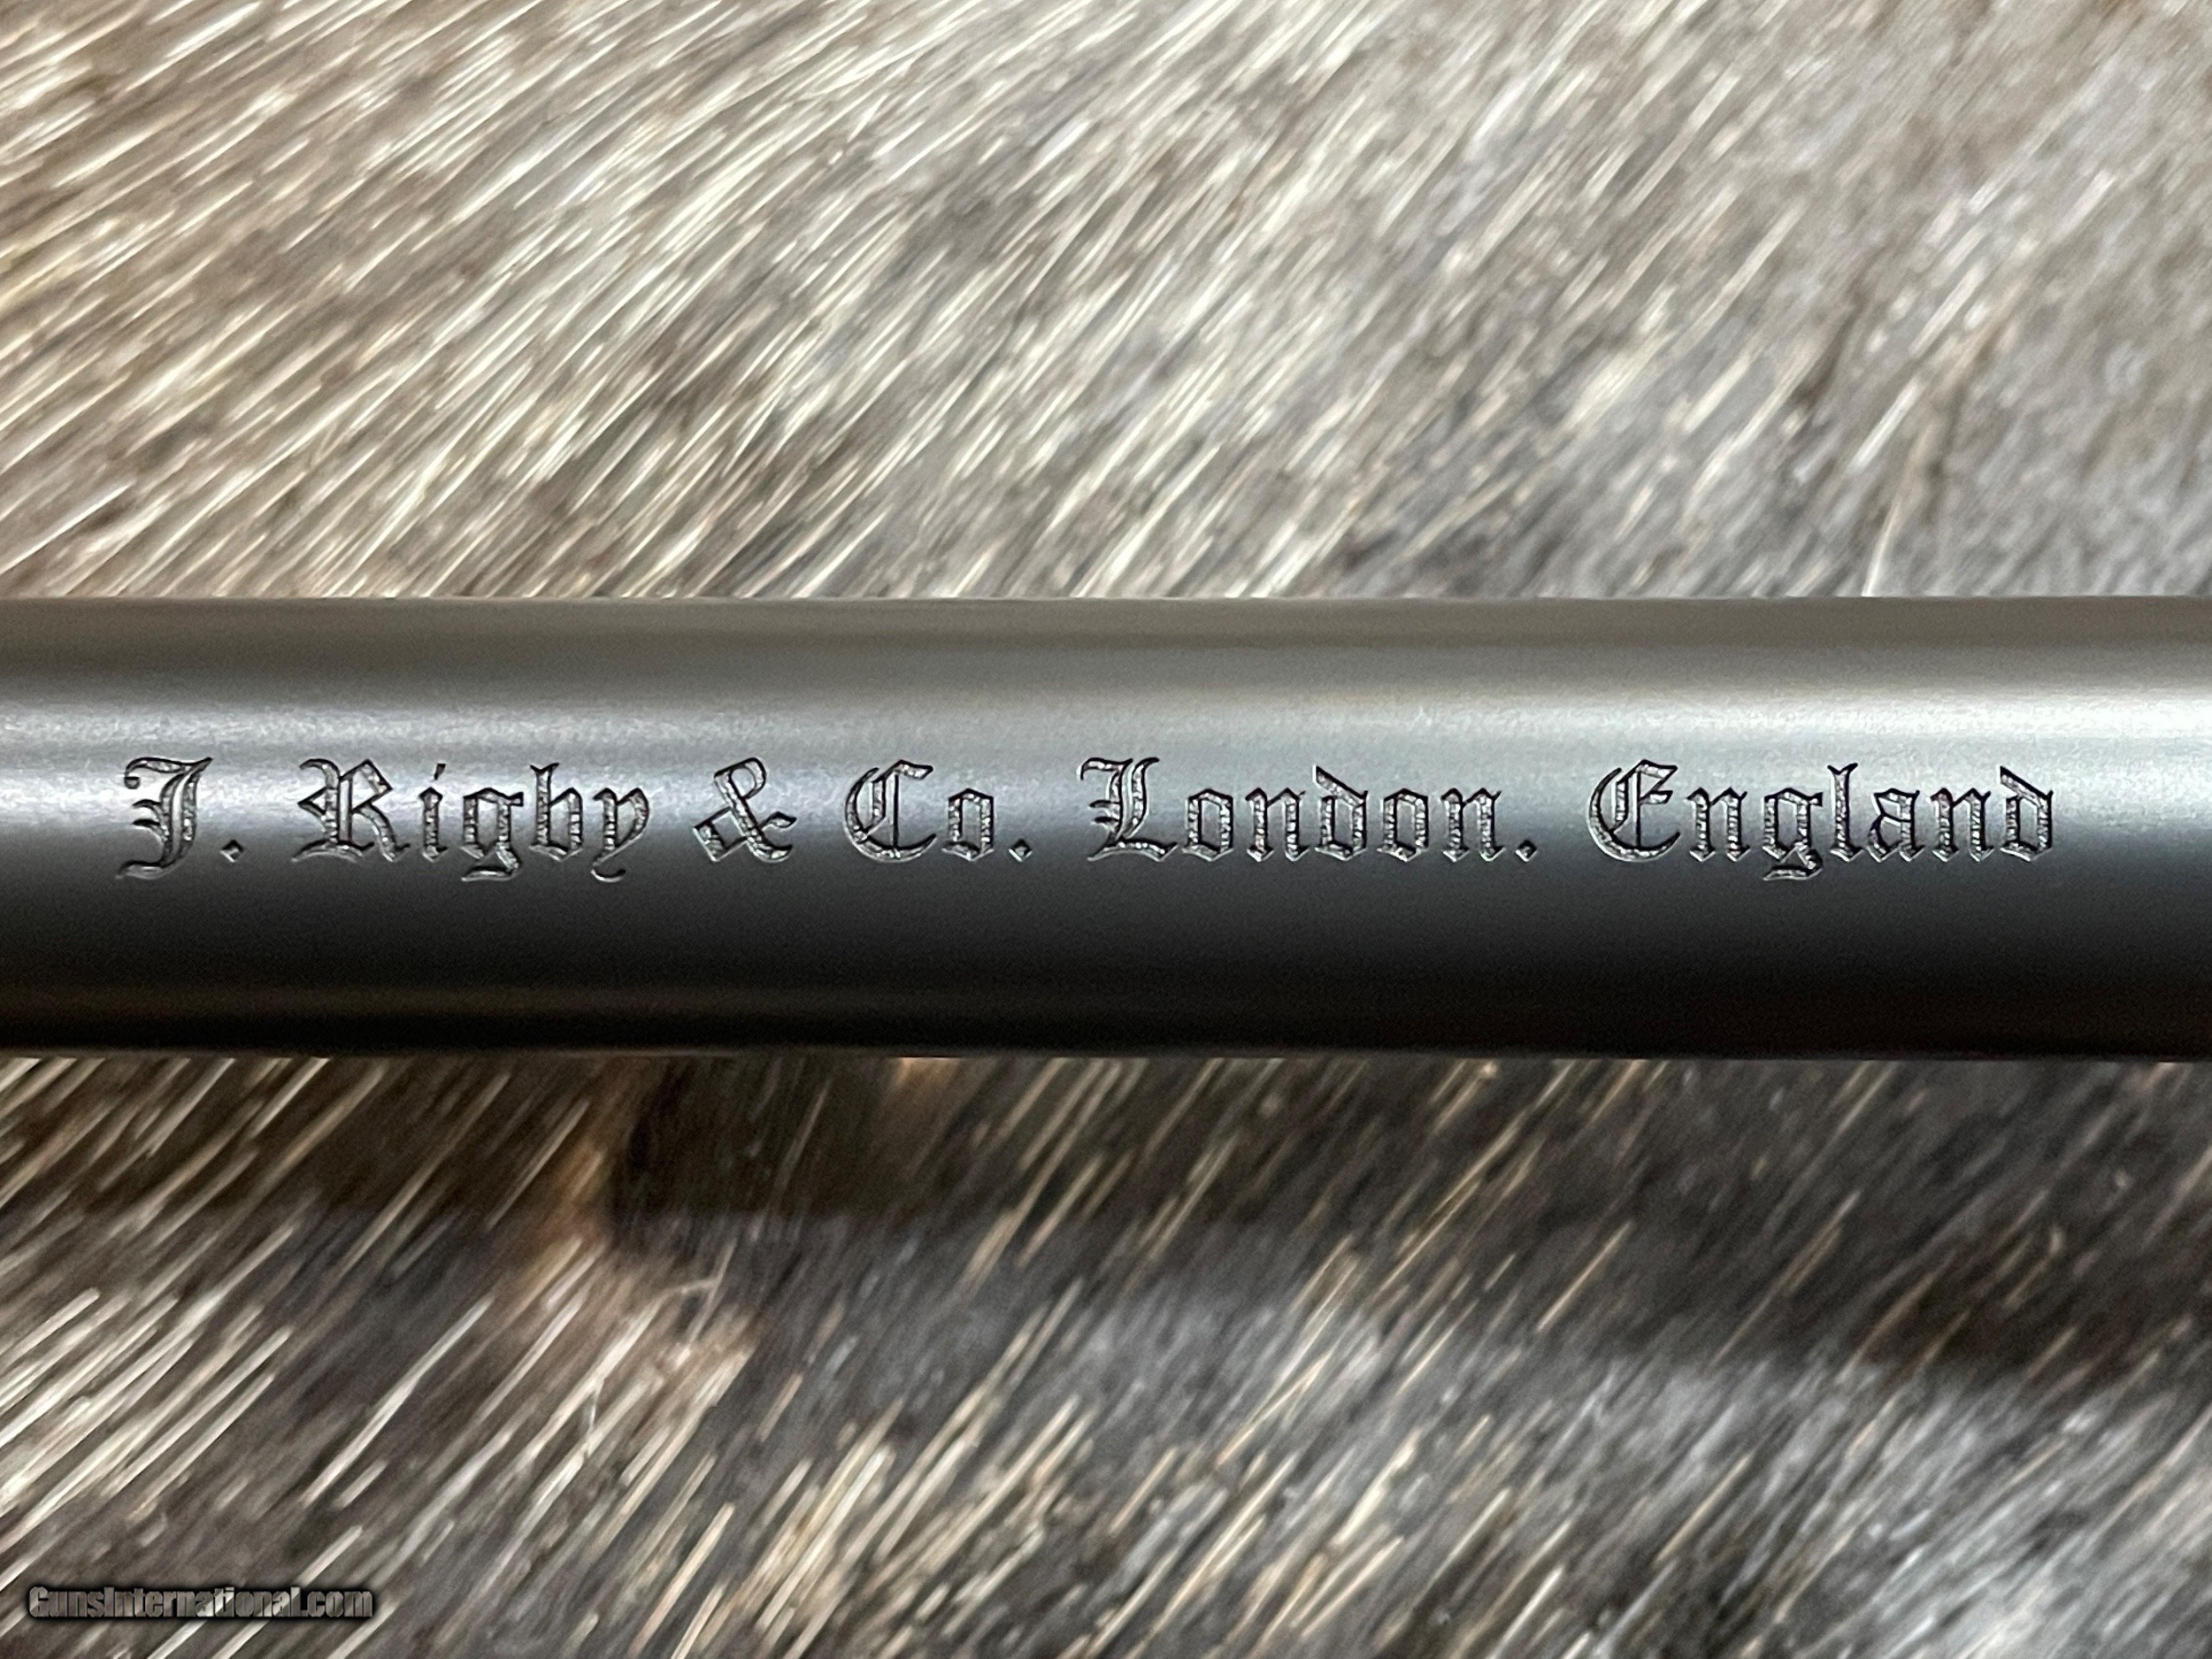 J. Rigby & Co. London. England
GunsInternational.com